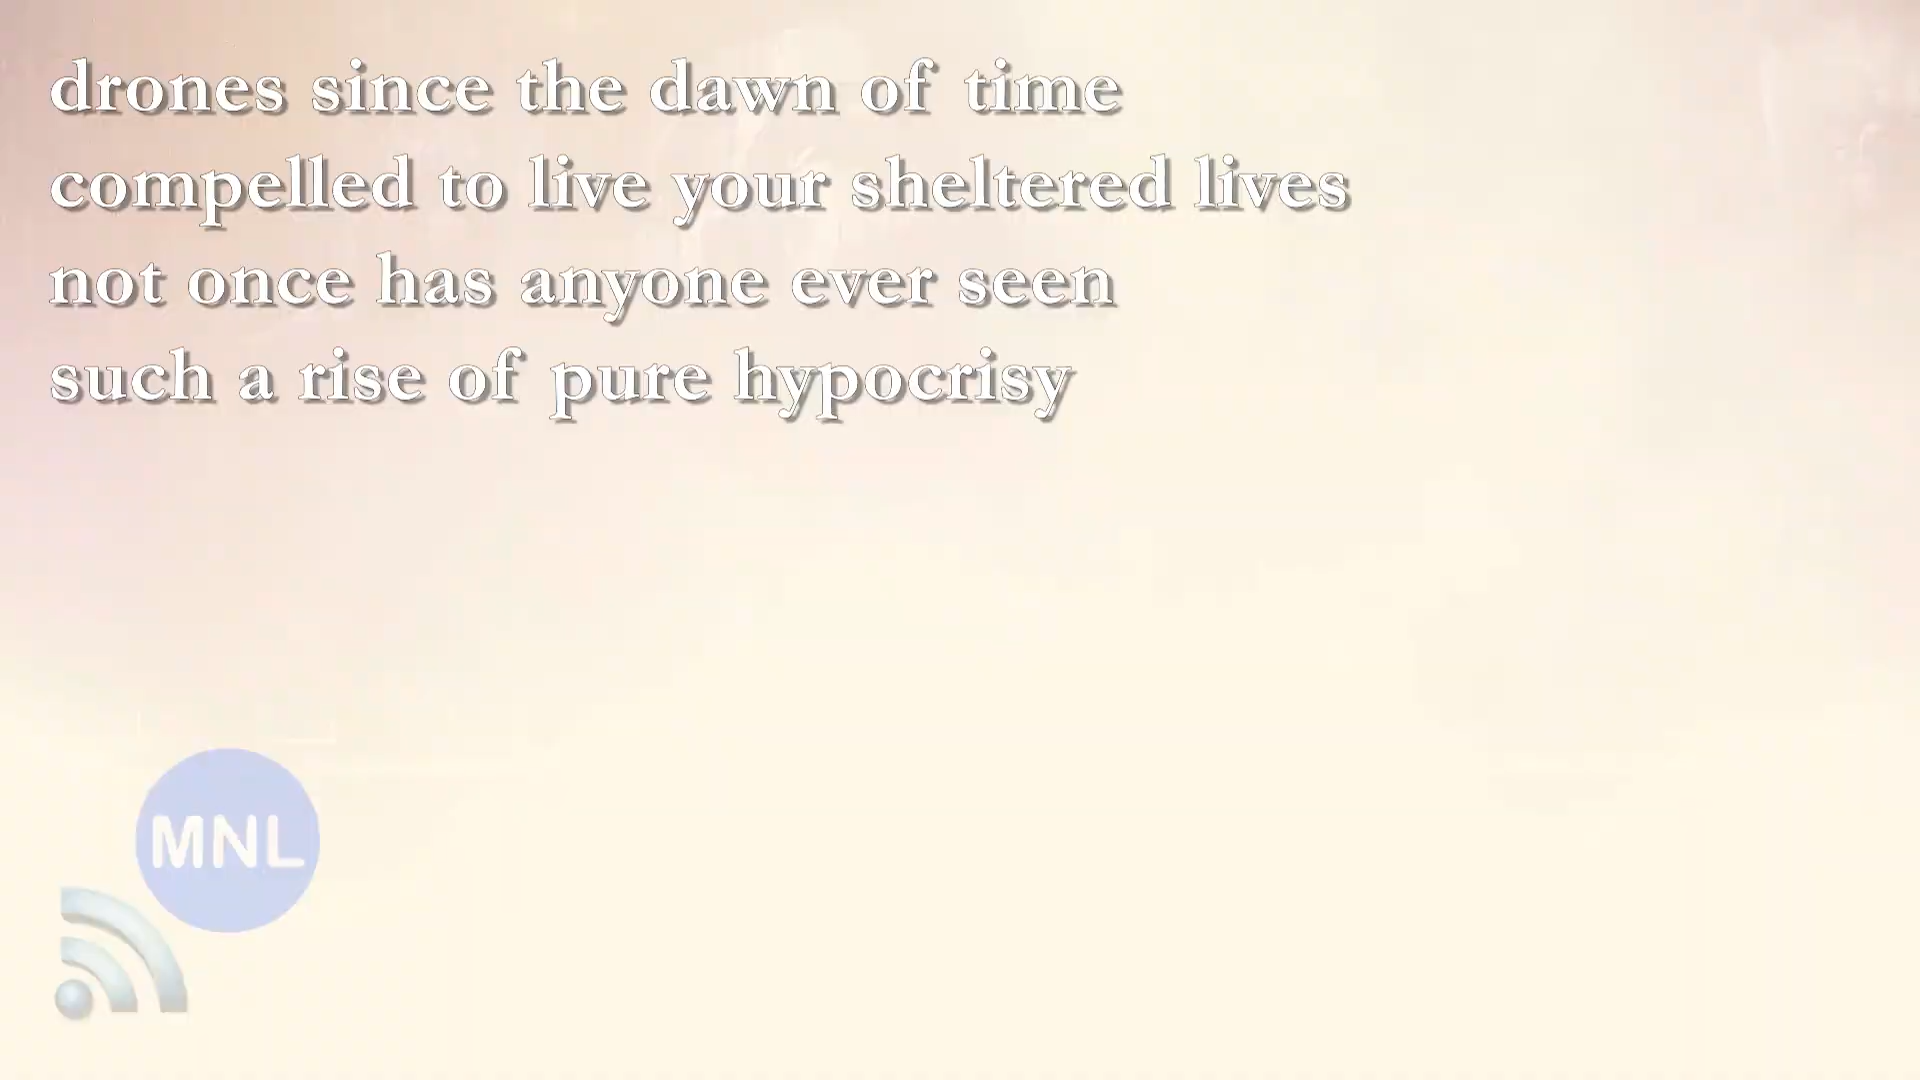 drones since the dawn of time
compelled to live your sheltered lives
not once has anyone ever seen
such a rise of pure hypocrisy
MNL